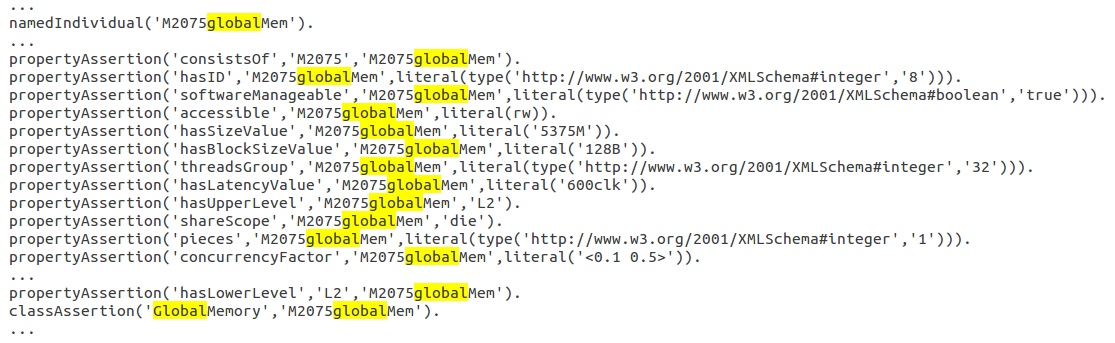 ...
namedIndividual('M2075globalMem').
...
propertyAssertion('consistsOf','M2075','M2075globalMem').
propertyAssertion('hasID','M2075globalMem',literal(type('http://www.w3.org/2001/XMLSchema#integer','8'))).
propertyAssertion('softwareManageable','M2075globalMem',literal(type('http://www.w3.org/2001/XMLSchema#boolean','true'))).
propertyAssertion('accessible','M2075globalMem',literal(rw)).
propertyAssertion('hasSizeValue','M2075globalMem',literal('5375M')).
propertyAssertion('hasBlockSizeValue','M2075globalMem',literal('128B')).
propertyAssertion('threadsGroup','M2075globalMem',literal(type('http://www.w3.org/2001/XMLSchema#integer','32'))).
propertyAssertion('hasLatencyValue','M2075globalMem',literal('600clk')).
propertyAssertion('hasUpperLevel','M2075globalMem','L2').
propertyAssertion('shareScope','M2075globalMem','die').
propertyAssertion('pieces','M2075globalMem',literal(type('http://www.w3.org/2001/XMLSchema#integer','1'))).
propertyAssertion('concurrencyFactor','M2075globalMem',literal('<0.1 0.5>')).
...
propertyAssertion('hasLowerLevel','L2','M2075globalMem').
classAssertion('GlobalMemory','M2075globalMem').
...